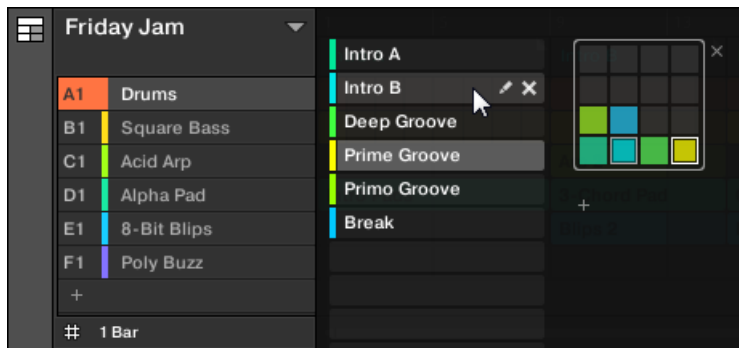 Friday Jam
A1 Drums
B1 Square Bass
C1 Acid Arp
D1 Alpha Pad
E1 8-Bit Blips
F1 Poly Buzz
+
1 Bar
Intro A
Intro B
Deep Groove
Prime Groove
Primo Groove
Break
+